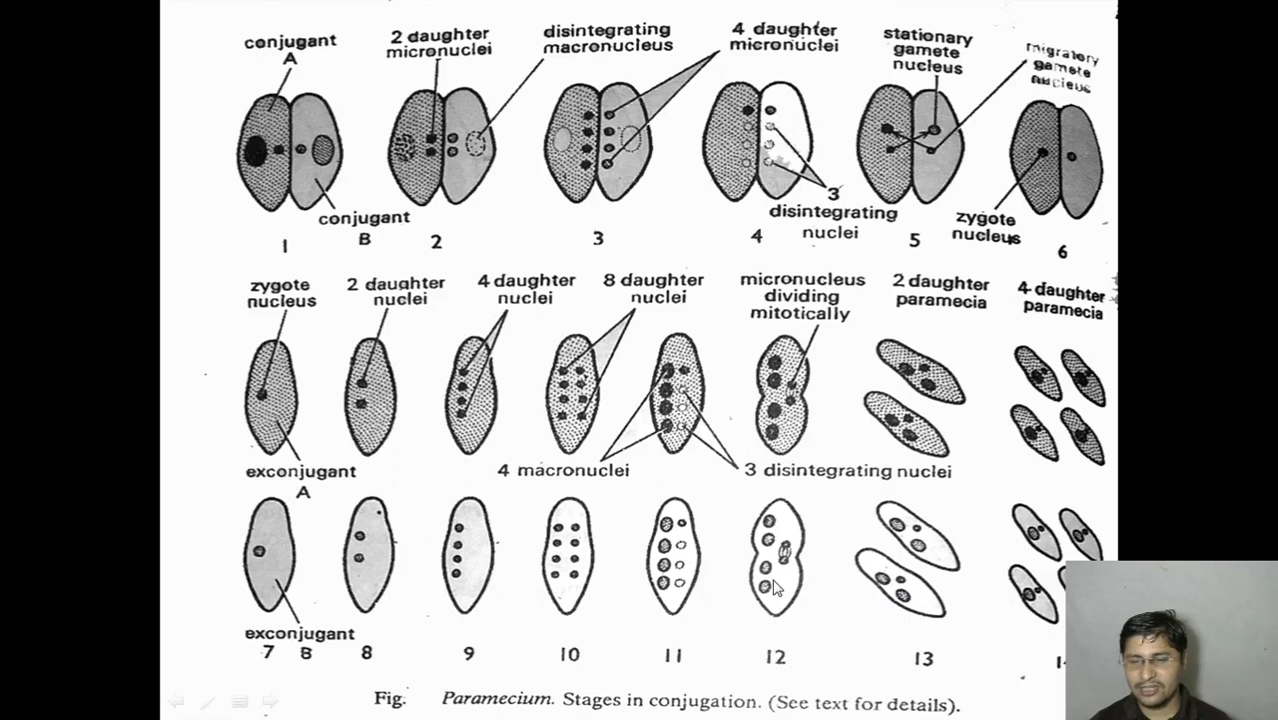 conjugant
A
2 daughter
micronuclei
disintegrating
macronucleus
4 daughter
micronuclei
stationary
gamete
nucleus
migratory
gamete
nucleus
conjugant
B
3
disintegrating
nuclei
zygote
nucleus
1
2
3
4
5
6
zygote
nucleus
2 daughter
nuclei
4 daughter
nuclei
8 daughter
nuclei
micronucleus
dividing
mitotically
2 daughter
paramecia
4 daughter
paramecia
exconjugant
A
4 macronuclei
3 disintegrating nuclei
exconjugant
B
7
8
9
10
11
12
13
Fig. Paramecium. Stages in conjugation. (See text for details).